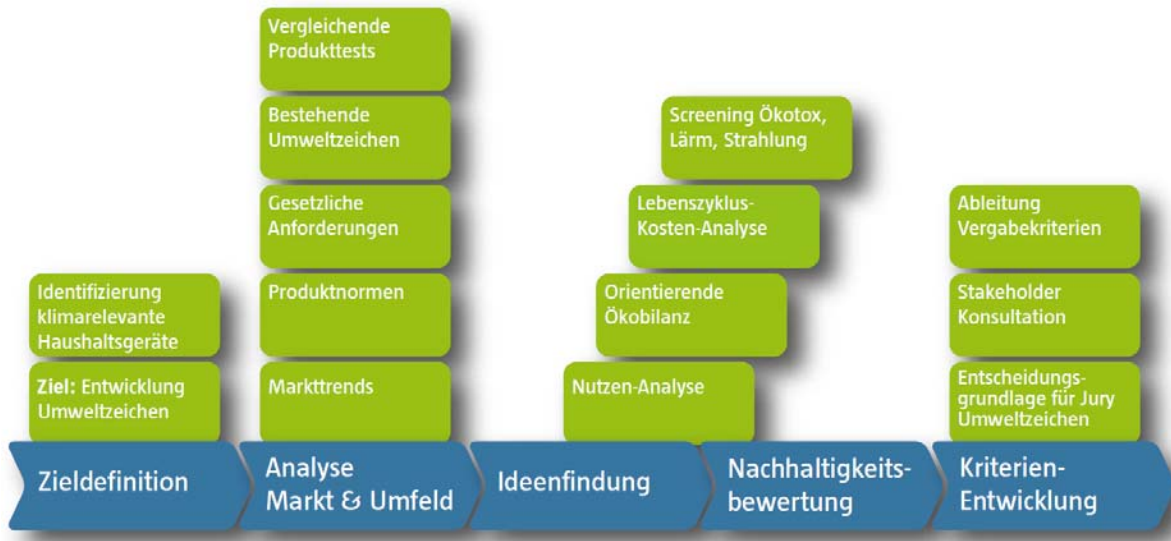 Vergleichende
Produkttests
Bestehende
Umweltzeichen
Gesetzliche
Anforderungen
Produktnormen
Markttrends
Identifizierung
klimarelevante
Haushaltsgeräte
Ziel: Entwicklung
Umweltzeichen
Screening Ökotox,
Lärm, Strahlung
Lebenszyklus-
Kosten-Analyse
Orientierende
Ökobilanz
Nutzen-Analyse
Ableitung
Vergabekriterien
Stakeholder
Konsultation
Entscheidungs-
grundlage für Jury
Umweltzeichen
Zieldefinition
Analyse
Markt & Umfeld
Ideenfindung
Nachhaltigkeits-
bewertung
Kriterien-
Entwicklung